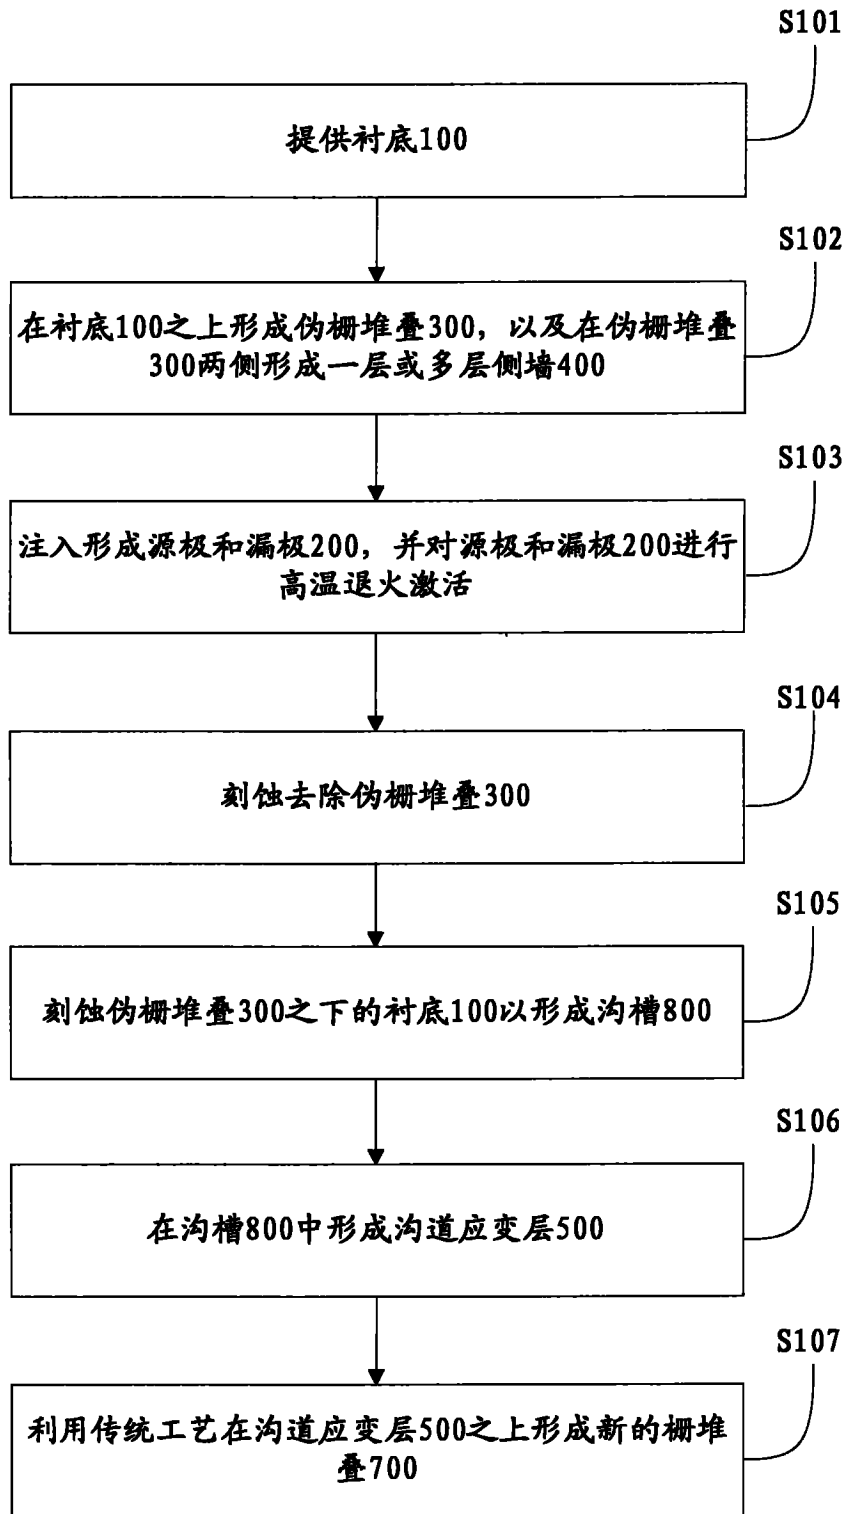 S101
提供衬底100
S102
在衬底100之上形成伪栅堆叠300，以及在伪栅堆叠
300两侧形成一层或多层侧墙400
S103
注入形成源极和漏极200，并对源极和漏极200进行
高温退火激活
S104
刻蚀去除伪栅堆叠300
S105
刻蚀伪栅堆叠300之下的衬底100以形成沟槽800
S106
在沟槽800中形成沟道应变层500
S107
利用传统工艺在沟道应变层500之上形成新的栅堆
叠700